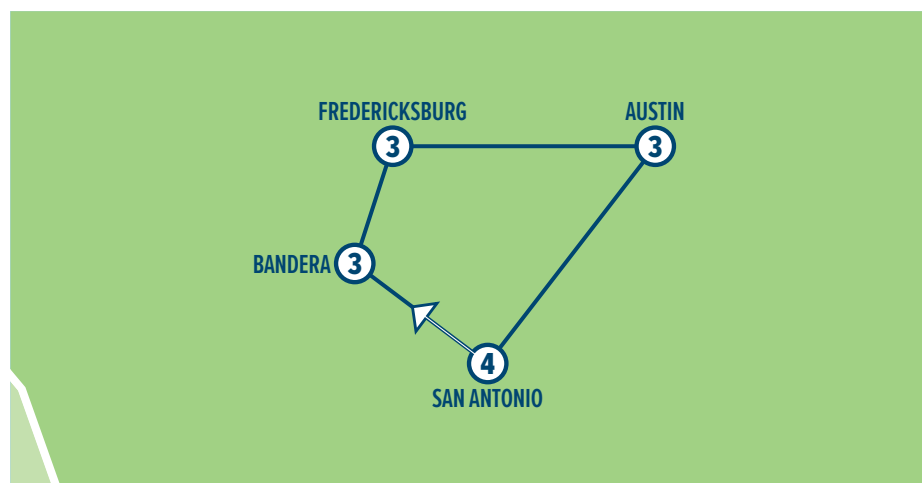 FREDERICKSBURG
AUSTIN
3
3
BANDERA
3
4
SAN ANTONIO